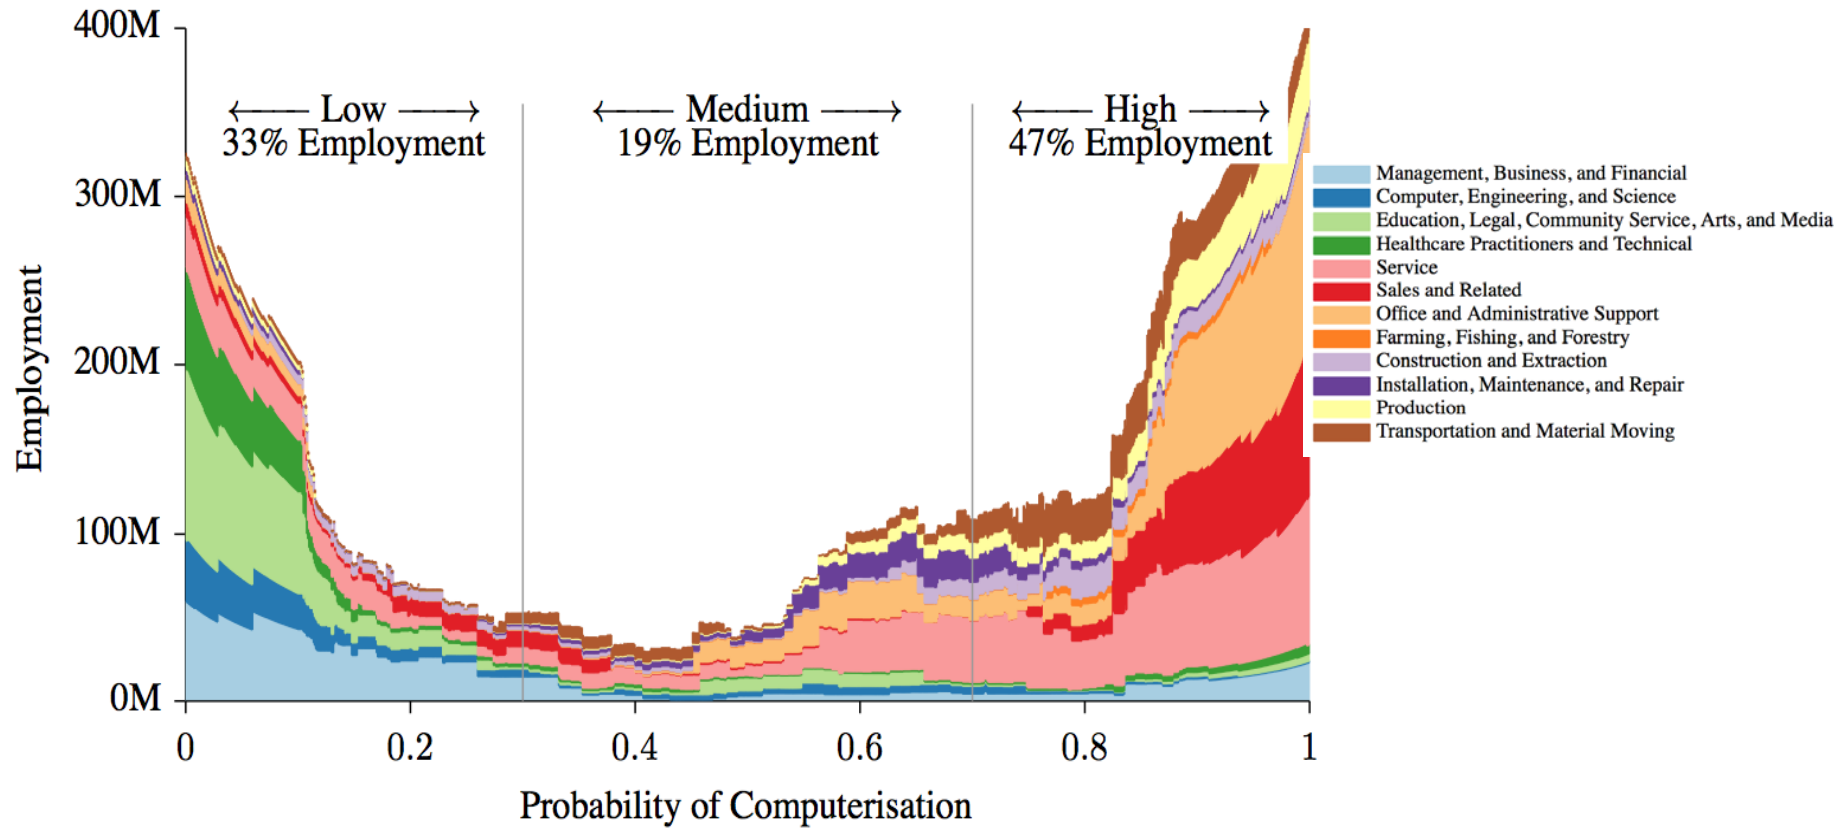 400M
300M
200M
100M
0M
Employment
Low
33% Employment
Medium
19% Employment
High
47% Employment
Management, Business, and Financial
Computer, Engineering, and Science
Education, Legal, Community Service, Arts, and Media
Healthcare Practitioners and Technical
Service
Sales and Related
Office and Administrative Support
Farming, Fishing, and Forestry
Construction and Extraction
Installation, Maintenance, and Repair
Production
Transportation and Material Moving
0 0.2 0.4 0.6 0.8 1
Probability of Computerisation